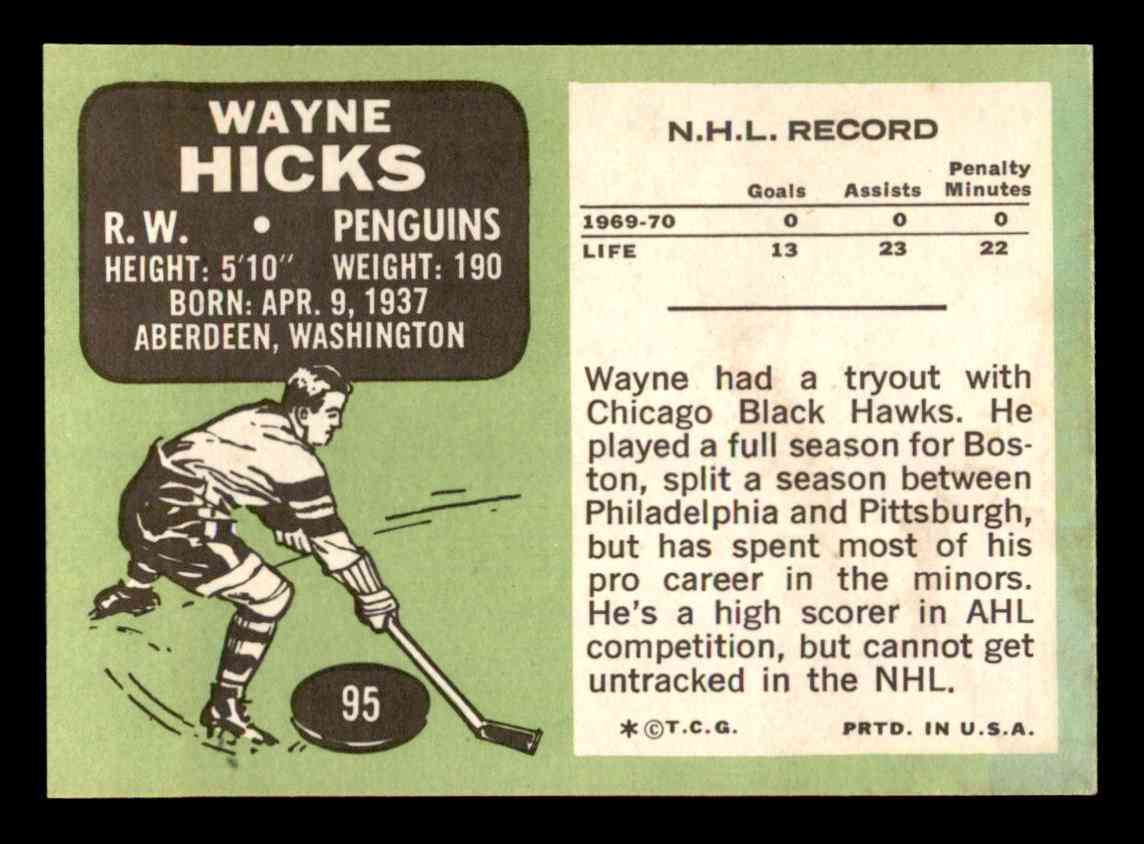 WAYNE
HICKS
R. W. • PENGUINS
HEIGHT: 5'10" WEIGHT: 190
BORN: APR. 9, 1937
ABERDEEN, WASHINGTON
95
N.H.L. RECORD
Goals Assists Penalty Minutes
1969-70 0 0 0
LIFE 13 23 22
Wayne had a tryout with
Chicago Black Hawks. He
played a full season for Bos-
ton, split a season between
Philadelphia and Pittsburgh,
but has spent most of his
pro career in the minors.
He's a high scorer in AHL
competition, but cannot get
untracked in the NHL.
*©T.C.G. PRTD. IN U.S.A.